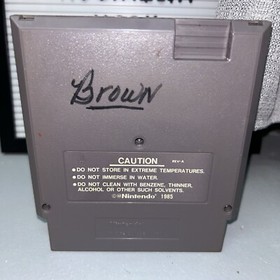 Brown
CAUTION REV-A
•DO NOT STORE IN EXTREME TEMPERATURES.
•DO NOT IMMERSE IN WATER.
•DO NOT CLEAN WITH BENZENE, THINNER,
ALCOHOL OR OTHER SUCH SOLVENTS.
©®Nintendo® 1985